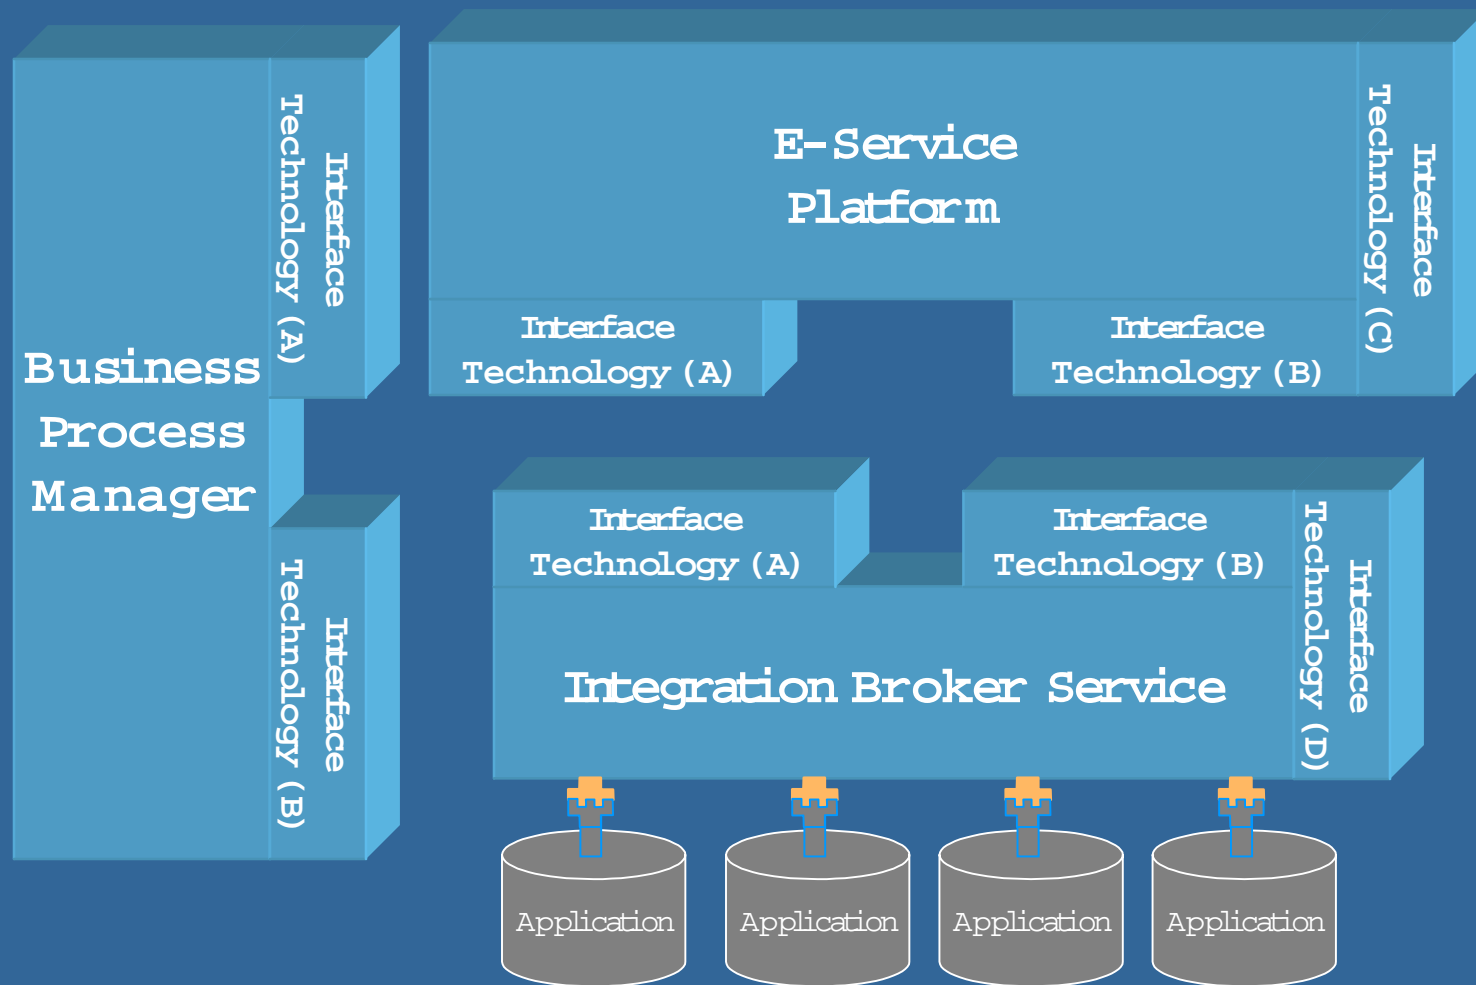 Business
Process
Manager
Interface
Technology (A)
Interface
Technology (B)
E-Service
Platform
Interface
Technology (A)
Interface
Technology (B)
Interface
Technology (C)
Interface
Technology (A)
Interface
Technology (B)
Interface
Technology (D)
Integration Broker Service
Application
Application
Application
Application